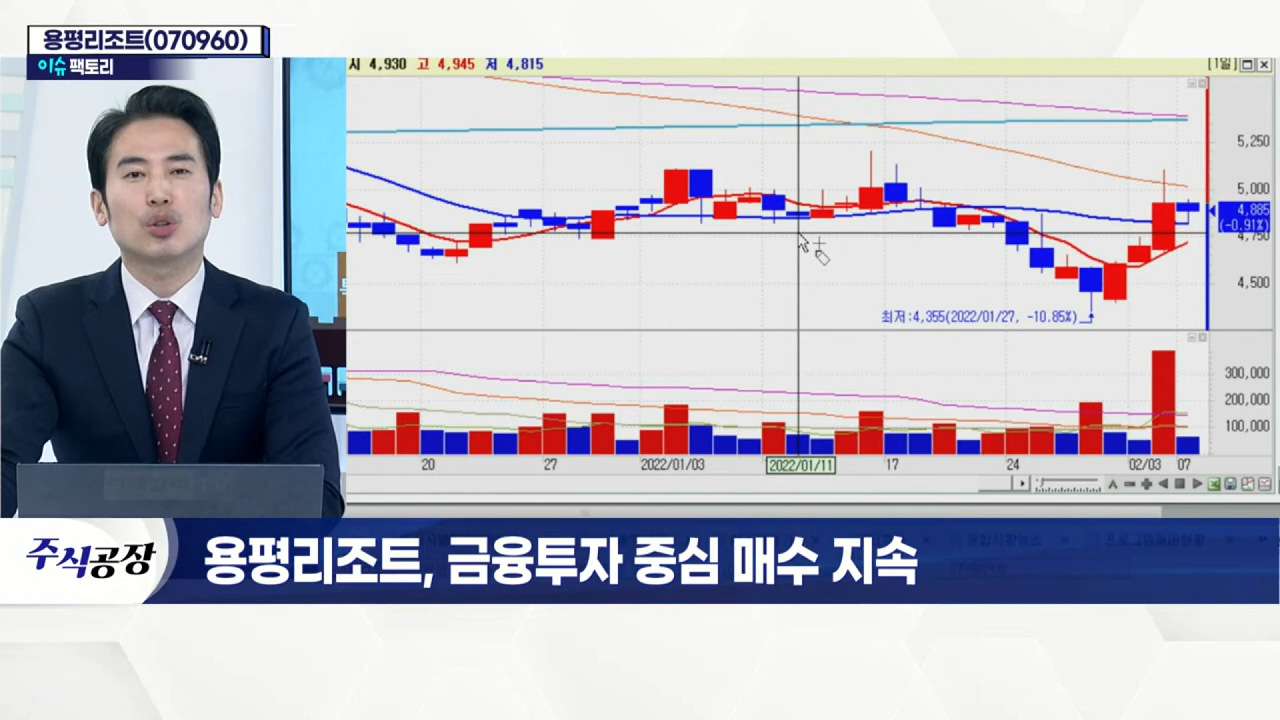 용평리조트(070960)
이슈 팩토리
시 4,930 고 4,945 저 4,815
[1일]
5,250
5,000
4,885
(-0.91%)
4,750
4,500
최저:4,355(2022/01/27, -10.85%)
300,000
200,000
100,000
20 27 2022/01/03 2022/01/11 17 24 02/03 07
주식공장
용평리조트, 금융투자 중심 매수 지속